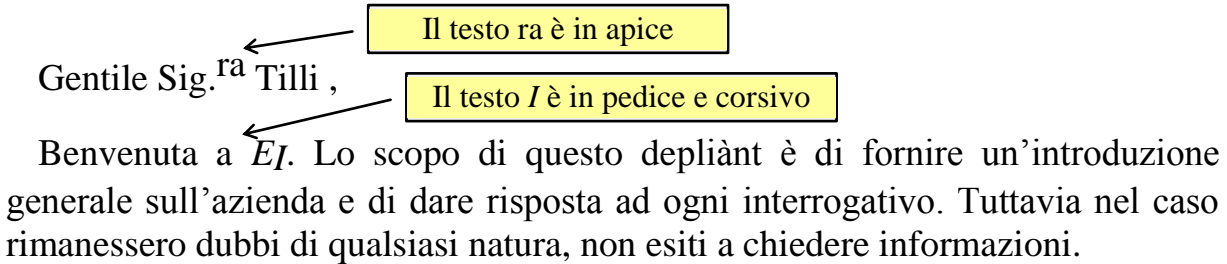 Il testo ra è in apice
Gentile Sig.ra Tilli ,
Il testo I è in pedice e corsivo
Benvenuta a EI. Lo scopo di questo depliànt è di fornire un’introduzione
generale sull’azienda e di dare risposta ad ogni interrogativo. Tuttavia nel caso
rimanessero dubbi di qualsiasi natura, non esiti a chiedere informazioni.